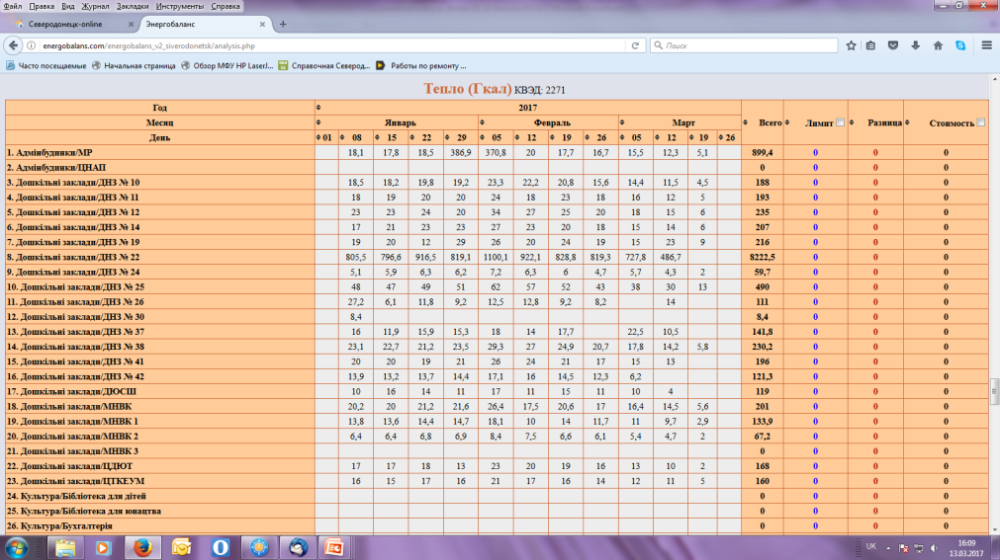 Файл Правка Вид Журнал Закладки Инструменты Справка
Северодонецк-online × Энергобаланс × +
energobalans.com/energobalans_v2_siverodonetsk/analysis.php Поиск
Часто посещаемые Начальная страница Обзор МФУ HP LaserJ... Справочная Северод... Работы по ремонту ...
Тепло (Гкал) КВЭД: 2271
Год 2017 Всего Лимит Разница Стоимость
Месяц Январь Февраль Март
День 01 08 15 22 29 05 12 19 26 05 12 19 26
1. Адмінбудинки/МР 18,1 17,8 18,5 386,9 370,8 20 17,7 16,7 15,5 12,3 5,1 899,4 0 0 0
2. Адмінбудинки/ЦНАП 0 0 0 0
3. Дошкільні заклади/ДНЗ № 10 18,5 18,2 19,8 19,2 23,3 22,2 20,8 15,6 14,4 11,5 4,5 188 0 0 0
4. Дошкільні заклади/ДНЗ № 11 18 19 20 20 24 18 23 18 16 12 5 193 0 0 0
5. Дошкільні заклади/ДНЗ № 12 23 23 24 20 34 27 25 20 18 15 6 235 0 0 0
6. Дошкільні заклади/ДНЗ № 14 17 21 23 23 27 23 20 18 15 14 6 207 0 0 0
7. Дошкільні заклади/ДНЗ № 19 19 20 12 29 26 20 24 19 15 23 9 216 0 0 0
8. Дошкільні заклади/ДНЗ № 22 805,5 796,6 916,5 819,1 1100,1 922,1 828,8 819,3 727,8 486,7 8222,5 0 0 0
9. Дошкільні заклади/ДНЗ № 24 5,1 5,9 6,3 6,2 7,2 6,3 6 4,7 5,7 4,3 2 59,7 0 0 0
10. Дошкільні заклади/ДНЗ № 25 48 47 49 51 62 57 52 43 38 30 13 490 0 0 0
11. Дошкільні заклади/ДНЗ № 26 27,2 6,1 11,8 9,2 12,5 12,8 9,2 8,2 14 111 0 0 0
12. Дошкільні заклади/ДНЗ № 30 8,4 8,4 0 0 0
13. Дошкільні заклади/ДНЗ № 37 16 11,9 15,9 15,3 18 14 17,7 22,5 10,5 141,8 0 0 0
14. Дошкільні заклади/ДНЗ № 38 23,1 22,7 21,2 23,5 29,3 27 24,9 20,7 17,8 14,2 5,8 230,2 0 0 0
15. Дошкільні заклади/ДНЗ № 41 20 20 19 21 26 24 21 17 15 13 196 0 0 0
16. Дошкільні заклади/ДНЗ № 42 13,9 13,2 13,7 14,4 17,1 16 14,5 12,3 6,2 121,3 0 0 0
17. Дошкільні заклади/ДЮСШ 10 16 14 11 17 11 15 11 10 4 119 0 0 0
18. Дошкільні заклади/МНВК 20,2 20 21,2 21,6 26,4 17,5 20,6 17 16,4 14,5 5,6 201 0 0 0
19. Дошкільні заклади/МНВК 1 13,8 13,6 14,4 14,7 18,1 10 14 11,7 11 9,7 2,9 133,9 0 0 0
20. Дошкільні заклади/МНВК 2 6,4 6,4 6,8 6,9 8,4 7,5 6,6 6,1 5,4 4,7 2 67,2 0 0 0
21. Дошкільні заклади/МНВК 3 0 0 0 0
22. Дошкільні заклади/ЦДЮТ 17 17 18 13 23 20 19 16 13 10 2 168 0 0 0
23. Дошкільні заклади/ЦТКЕУМ 16 15 17 16 21 17 16 14 12 11 5 160 0 0 0
24. Культура/Бібліотека для дітей 0 0 0 0
25. Культура/Бібліотека для юнацтва 0 0 0 0
26. Культура/Бухгалтерія 0 0 0 0
UK 16:09
13.03.2017